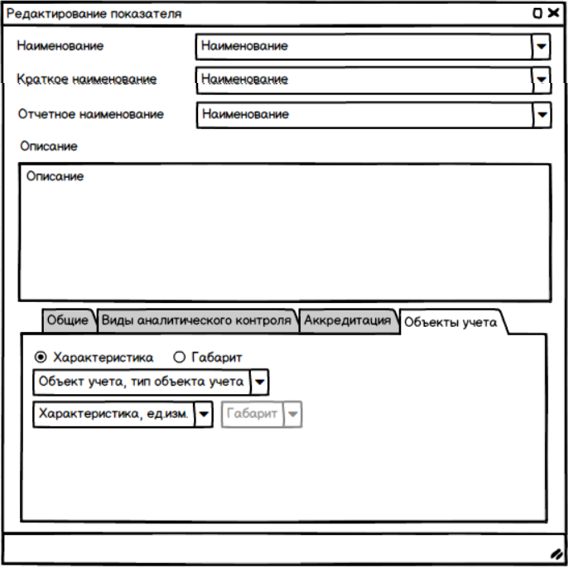 Редактирование показателя
Наименование Наименование
Краткое наименование Наименование
Отчетное наименование Наименование
Описание
Описание
Общие Виды аналитического контроля Аккредитация Объекты учета
Характеристика Габарит
Объект учета, тип объекта учета
Характеристика, ед.изм. Габарит